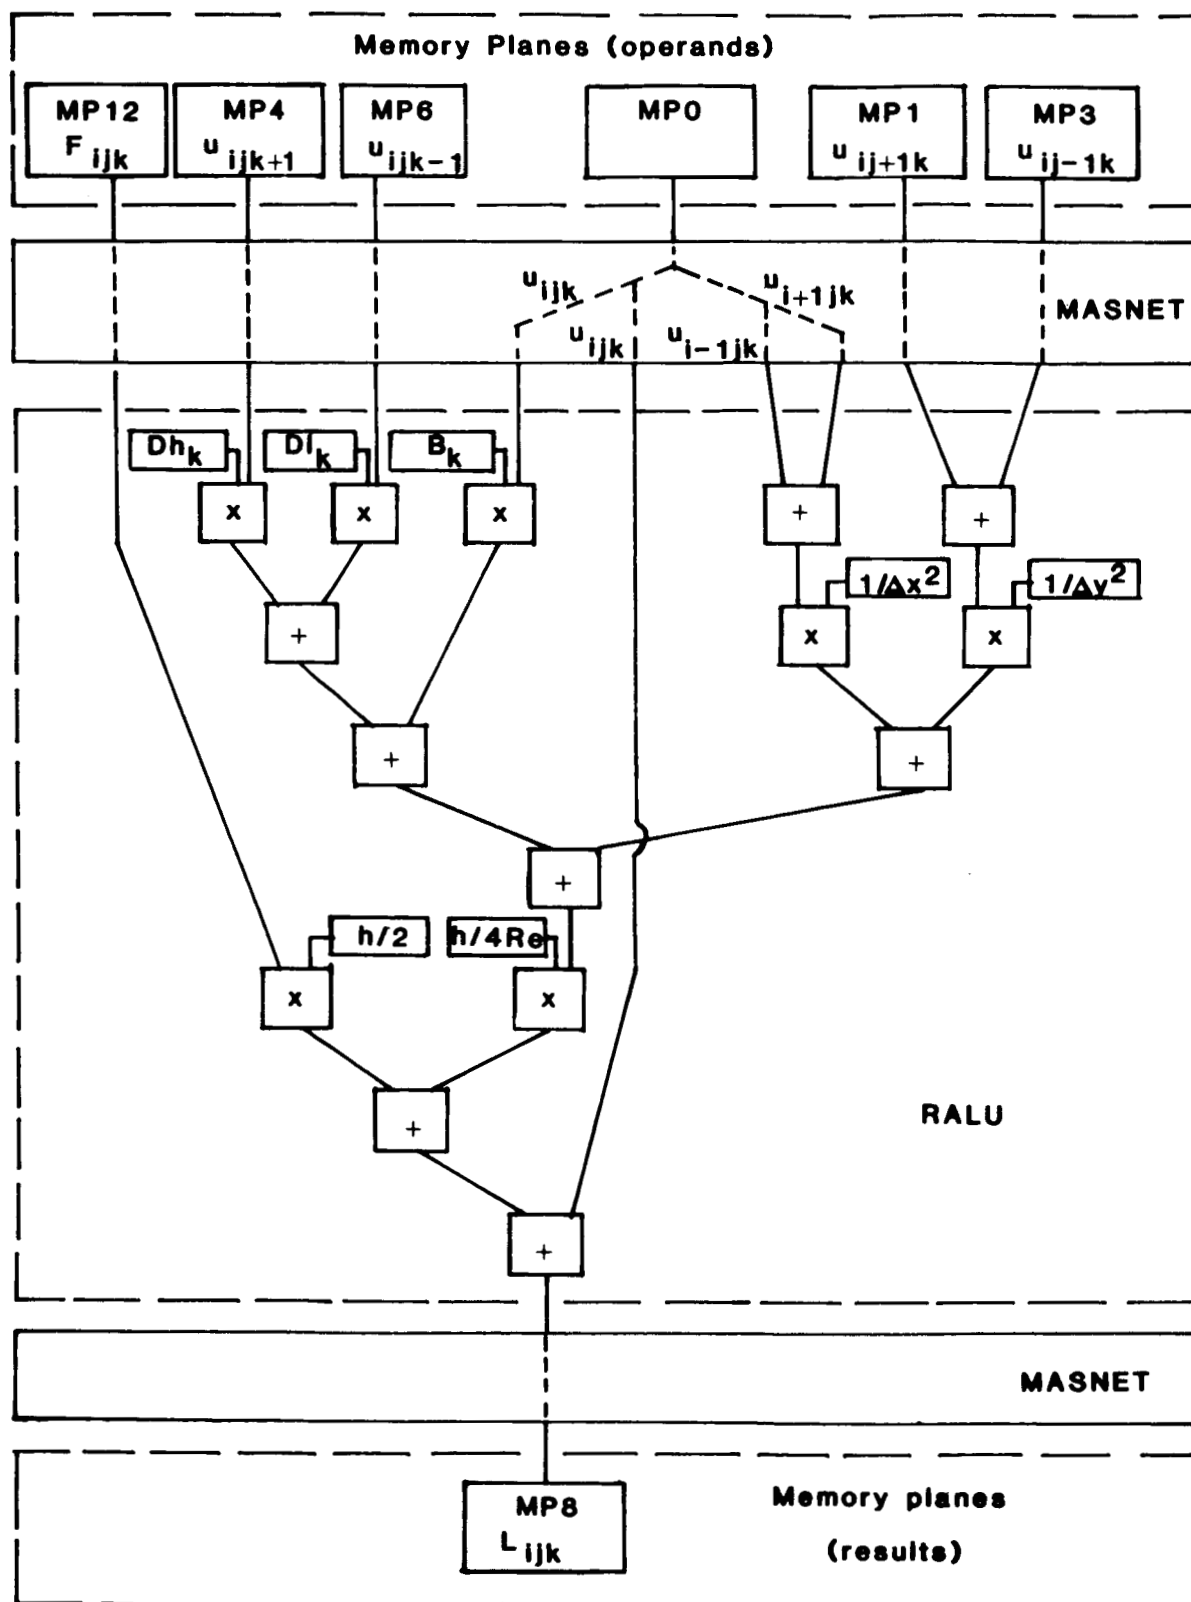 Memory Planes (operands)
MP12 MP4 MP6 MP0 MP1 MP3
F ijk u ijk+1 u ijk-1 u ij+1k u ij-1k
u ijk u i+1jk
MASNET
u ijk u i-1jk
Dh k Dl k B k
x x x + +
1/Δx² 1/Δy²
+ x x
+ +
+
h/2 h/4Re
x x
+
RALU
+
MASNET
MP8
L ijk
Memory planes
(results)